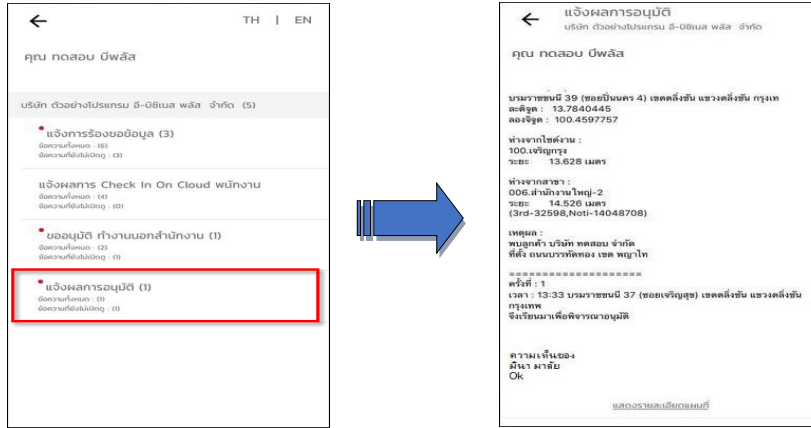 TH | EN
คุณ ทดสอบ บีพลัส
บริษัท ตัวอย่างโปรแกรม อี-บิซิเนส พลัส จำกัด (5)
แจ้งการร้องขอข้อมูล (3)
ข้อความทั้งหมด : (6)
ข้อความที่ยังไม่เปิดดู : (3)
แจ้งผลการ Check In On Cloud พนักงาน
ข้อความทั้งหมด : (4)
ข้อความที่ยังไม่เปิดดู : (0)
ขออนุมัติ ทำงานนอกสำนักงาน (1)
ข้อความทั้งหมด : (2)
ข้อความที่ยังไม่เปิดดู : (1)
แจ้งผลการอนุมัติ (1)
ข้อความทั้งหมด : (1)
ข้อความที่ยังไม่เปิดดู : (1)
แจ้งผลการอนุมัติ
บริษัท ตัวอย่างโปรแกรม อี-บิซิเนส พลัส จำกัด
คุณ ทดสอบ บีพลัส
บรมราชชนนี 39 (ซอยปิ่นนคร 4) เขตตลิ่งชัน แขวงตลิ่งชัน กรุงเท
ละติจูด : 13.7840445
ลองจิจูด : 100.4597757
ห่างจากไซต์งาน :
100.เจริญกรุง
ระยะ 13.628 เมตร
ห่างจากสาขา :
006.สำนักงานใหญ่-2
ระยะ 14.526 เมตร
(3rd-32598,Noti-14048708)
เหตุผล :
พบลูกค้า บริษัท ทดสอบ จำกัด
ที่ตั้ง ถนนบรรทัดทอง เขต พญาไท
====================
ครั้งที่ : 1
เวลา : 13:33 บรมราชชนนี 37 (ซอยเจริญสุข) เขตตลิ่งชัน แขวงตลิ่งชัน
กรุงเทพ
จึงเรียนมาเพื่อพิจารณาอนุมัติ
ความเห็นของ
มีนา มาลัย
Ok
แสดงรายละเอียดแผนที่